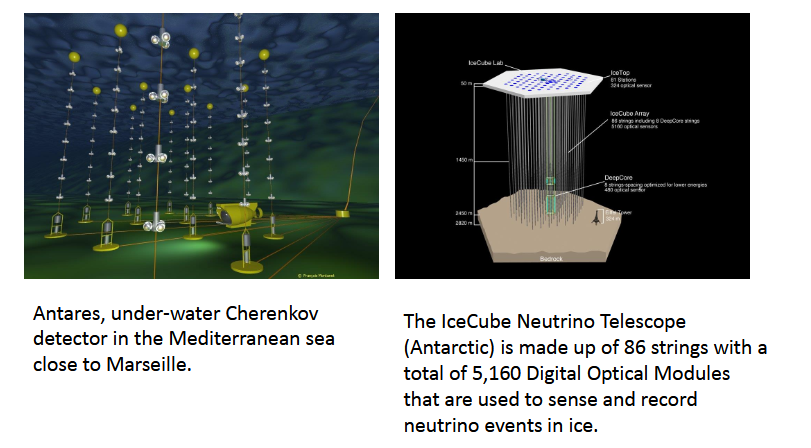 © François Montanet
IceCube Lab
IceTop
81 Stations
324 optical sensors
50 m
IceCube Array
86 strings including 8 DeepCore strings
5160 optical sensors
1450 m
DeepCore
8 strings-spacing optimized for lower energies
480 optical sensors
2450 m
2820 m
Eiffel Tower
324 m
Bedrock
Antares, under-water Cherenkov
detector in the Mediterranean sea
close to Marseille.
The IceCube Neutrino Telescope
(Antarctic) is made up of 86 strings with a
total of 5,160 Digital Optical Modules
that are used to sense and record
neutrino events in ice.